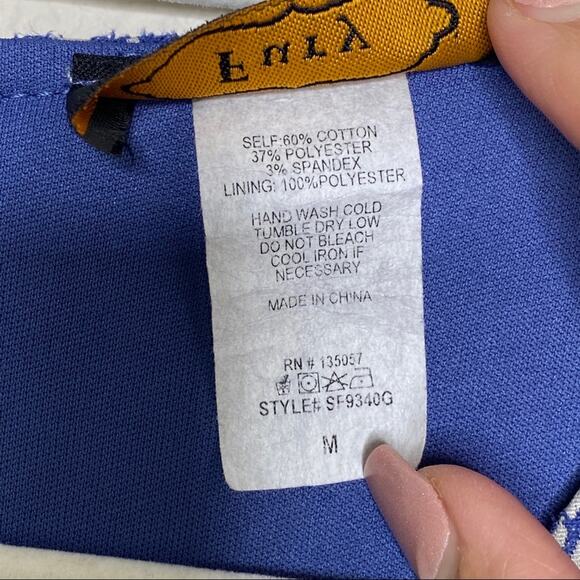 SELF:60% COTTON
37% POLYESTER
3% SPANDEX
LINING: 100%POLYESTER
HAND WASH COLD
TUMBLE DRY LOW
DO NOT BLEACH
COOL IRON IF
NECESSARY
MADE IN CHINA
RN # 135057
STYLE# SF9340G
M